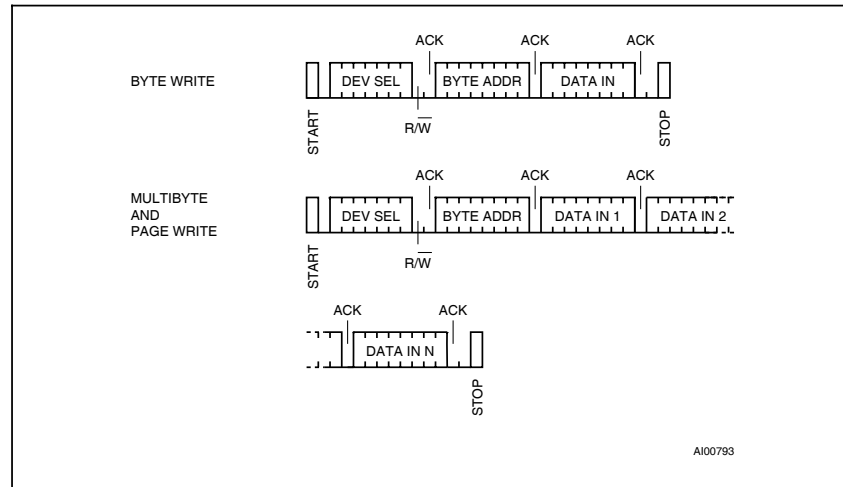 ACK ACK ACK
BYTE WRITE DEV SEL BYTE ADDR DATA IN
START R/W̅ STOP
ACK ACK ACK
MULTIBYTE
AND
PAGE WRITE
DEV SEL BYTE ADDR DATA IN 1 DATA IN 2
START R/W̅
ACK ACK
DATA IN N
STOP
AI00793